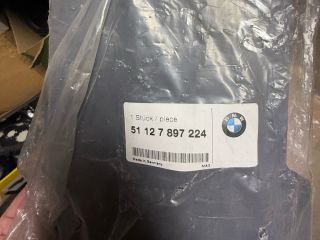 1 Stück / piece
51 12 7 897 224
Made in Germany
BMW